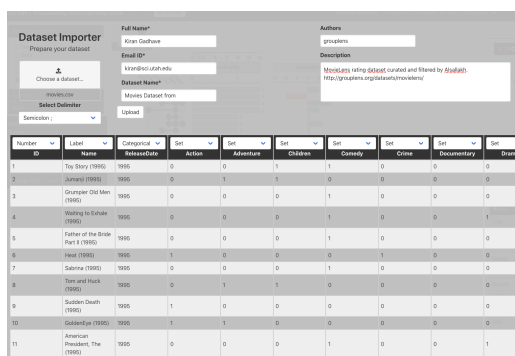 Dataset Importer
Prepare your dataset
Choose a dataset...
movies.csv
Select Delimiter
Semicolon ;
Full Name*
Kiran Gadhave
Email ID*
kiran@sci.utah.edu
Dataset Name*
Movies Dataset from
Upload
Authors
grouplens
Description
MovieLens rating dataset curated and filtered by Alsallakh.
http://grouplens.org/datasets/movielens/
Number Label Categorical Set Set Set Set Set Set Set
ID Name ReleaseDate Action Adventure Children Comedy Crime Documentary Dram
1 Toy Story (1995) 1995 0 0 1 1 0 0 0
2 Jumanji (1995) 1995 0 1 1 0 0 0 0
3 Grumpier Old Men (1995) 1995 0 0 0 1 0 0 0
4 Waiting to Exhale (1995) 1995 0 0 0 1 0 0 1
5 Father of the Bride Part II (1995) 1995 0 0 0 1 0 0 0
6 Heat (1995) 1995 1 0 0 0 1 0 0
7 Sabrina (1995) 1995 0 0 0 1 0 0 0
8 Tom and Huck (1995) 1995 0 1 1 0 0 0 0
9 Sudden Death (1995) 1995 1 0 0 0 0 0 0
10 GoldenEye (1995) 1995 1 1 0 0 0 0 0
11 American President, The (1995) 1995 0 0 0 1 0 0 1